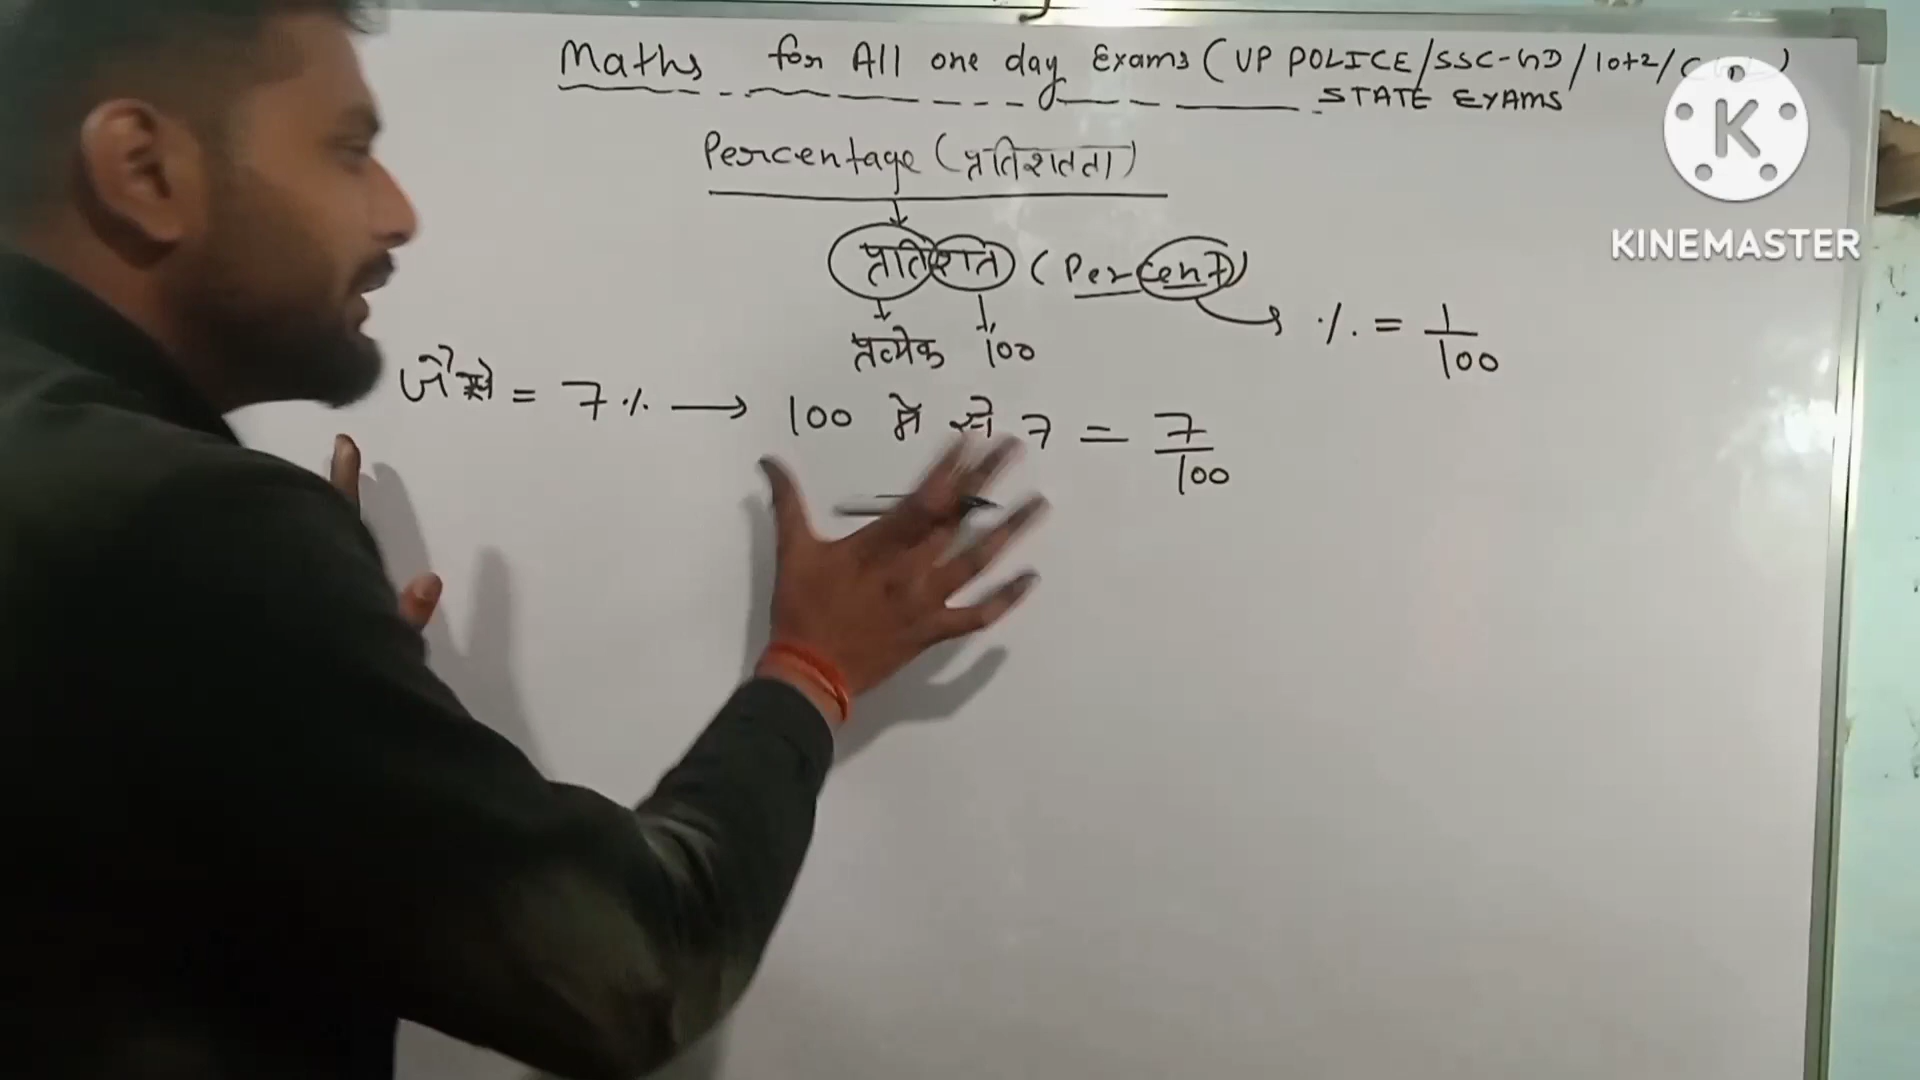 Maths for All one day Exams (UP POLICE/SSC-GD/10+2/
STATE EXAMS
Percentage (प्रतिशतता)
प्रतिशत (Percent)
प्रत्येक 100 % = 1/100
जैसे = 7% → 100 में से 7 = 7/100
K
KINEMASTER